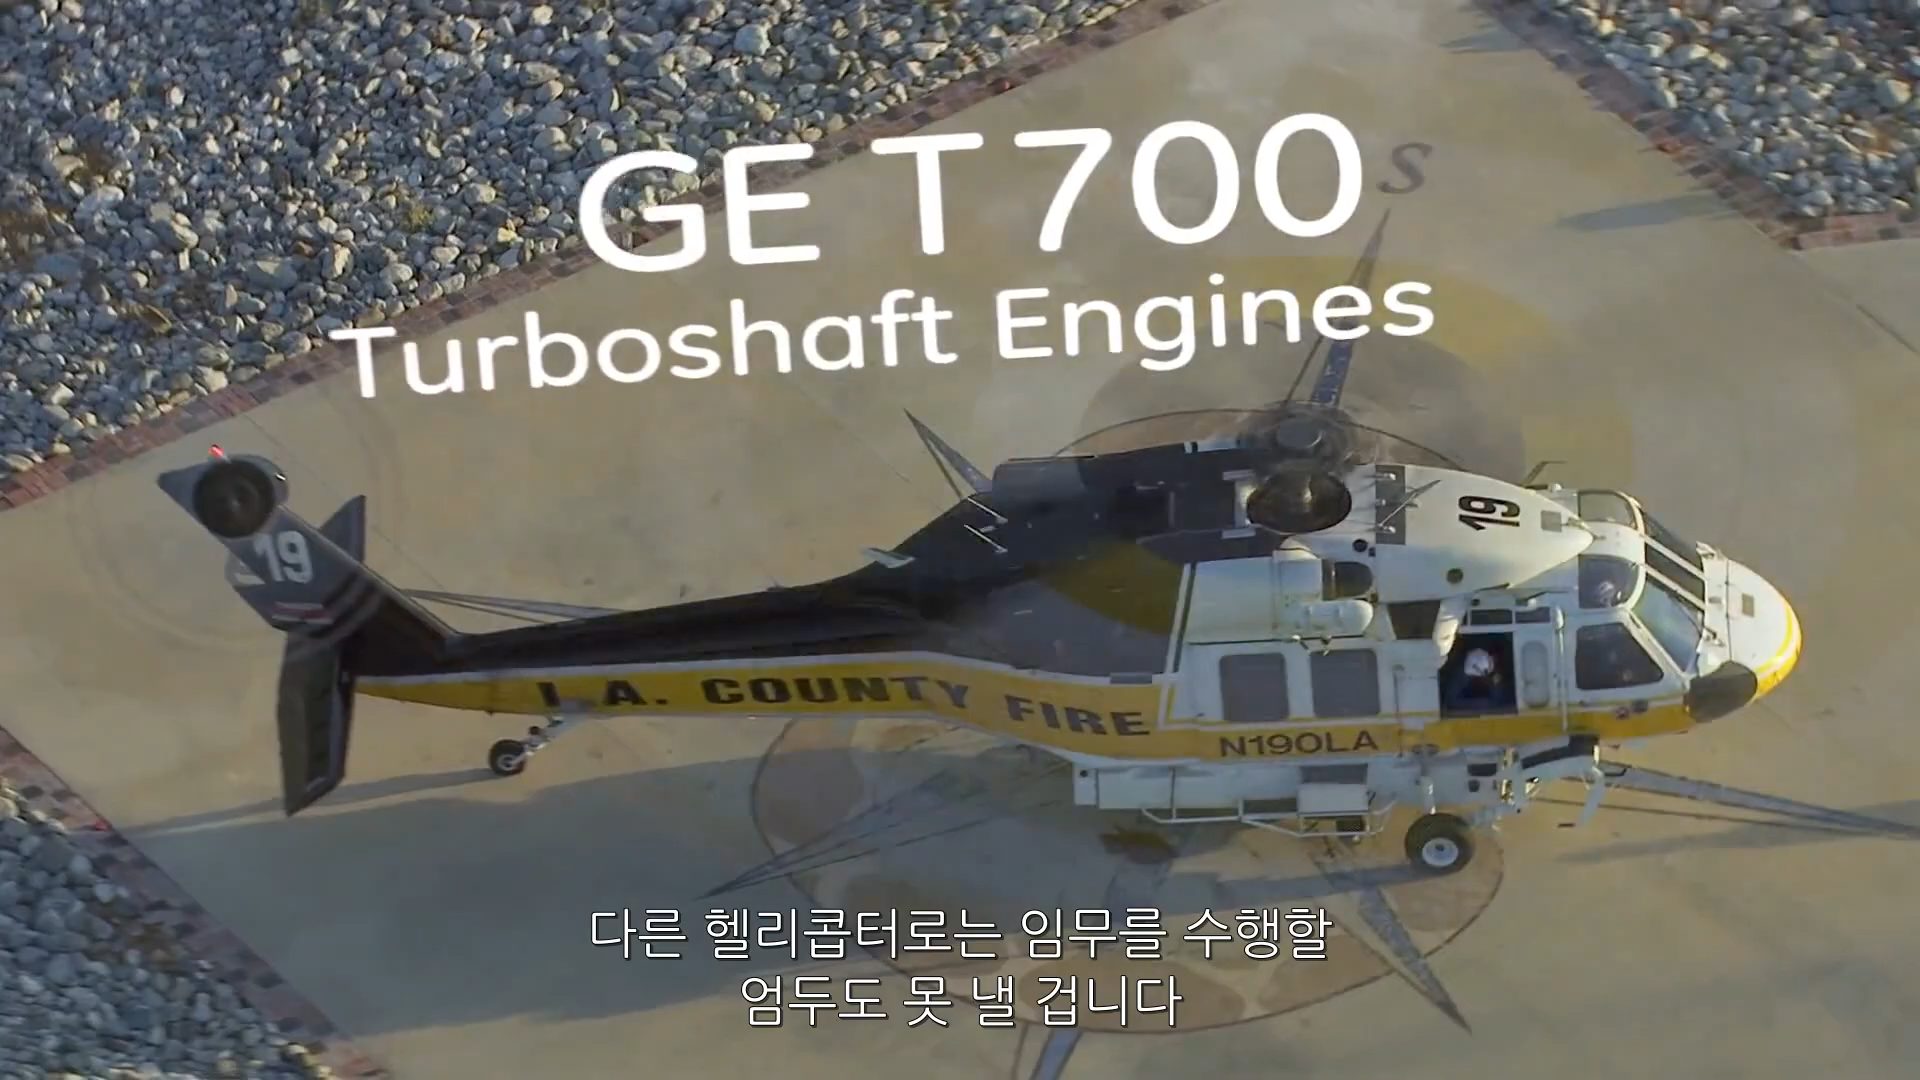 GE T700
S
Turboshaft Engines
19
19
L.A. COUNTY FIRE
N190LA
다른 헬리콥터로는 임무를 수행할
엄두도 못 낼 겁니다